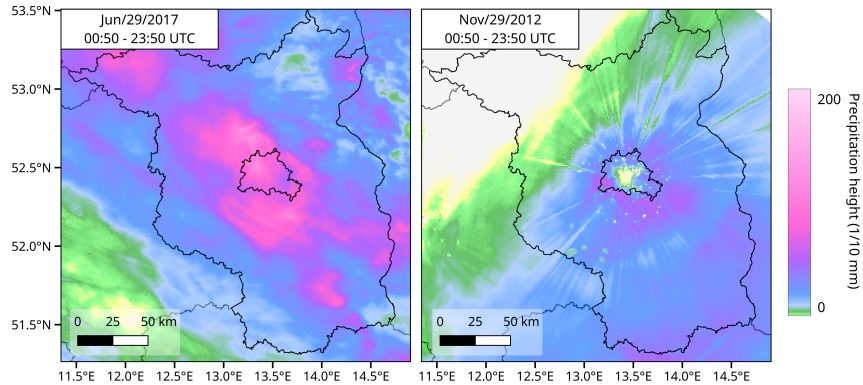 Jun/29/2017
00:50 - 23:50 UTC
Nov/29/2012
00:50 - 23:50 UTC
53.5°N
53.0°N
52.5°N
52.0°N
51.5°N
0 25 50 km
0 25 50 km
11.5°E 12.0°E 12.5°E 13.0°E 13.5°E 14.0°E 14.5°E
11.5°E 12.0°E 12.5°E 13.0°E 13.5°E 14.0°E 14.5°E
200
0
Precipitation height (1/10 mm)